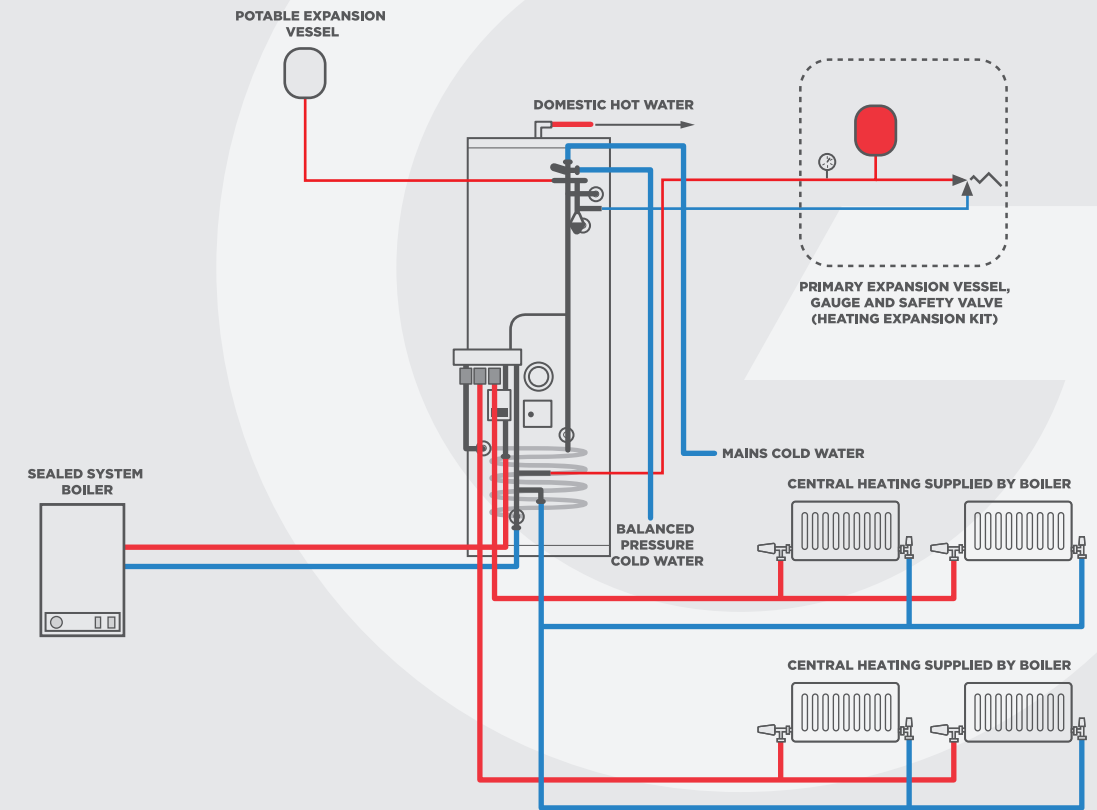 POTABLE EXPANSION
VESSEL
DOMESTIC HOT WATER
PRIMARY EXPANSION VESSEL,
GAUGE AND SAFETY VALVE
(HEATING EXPANSION KIT)
MAINS COLD WATER
SEALED SYSTEM
BOILER
CENTRAL HEATING SUPPLIED BY BOILER
BALANCED
PRESSURE
COLD WATER
CENTRAL HEATING SUPPLIED BY BOILER